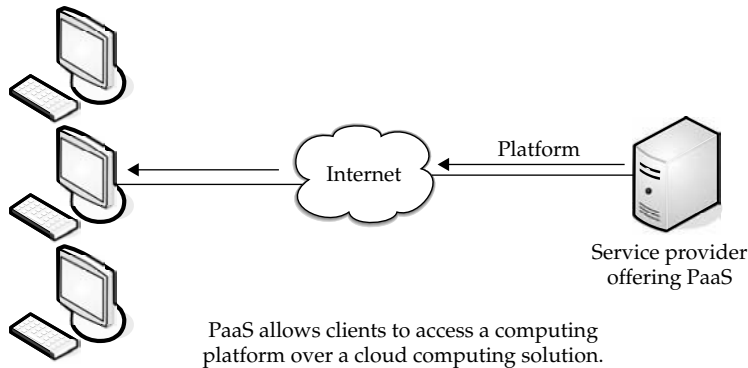 Platform
Internet
Service provider
offering PaaS
PaaS allows clients to access a computing
platform over a cloud computing solution.